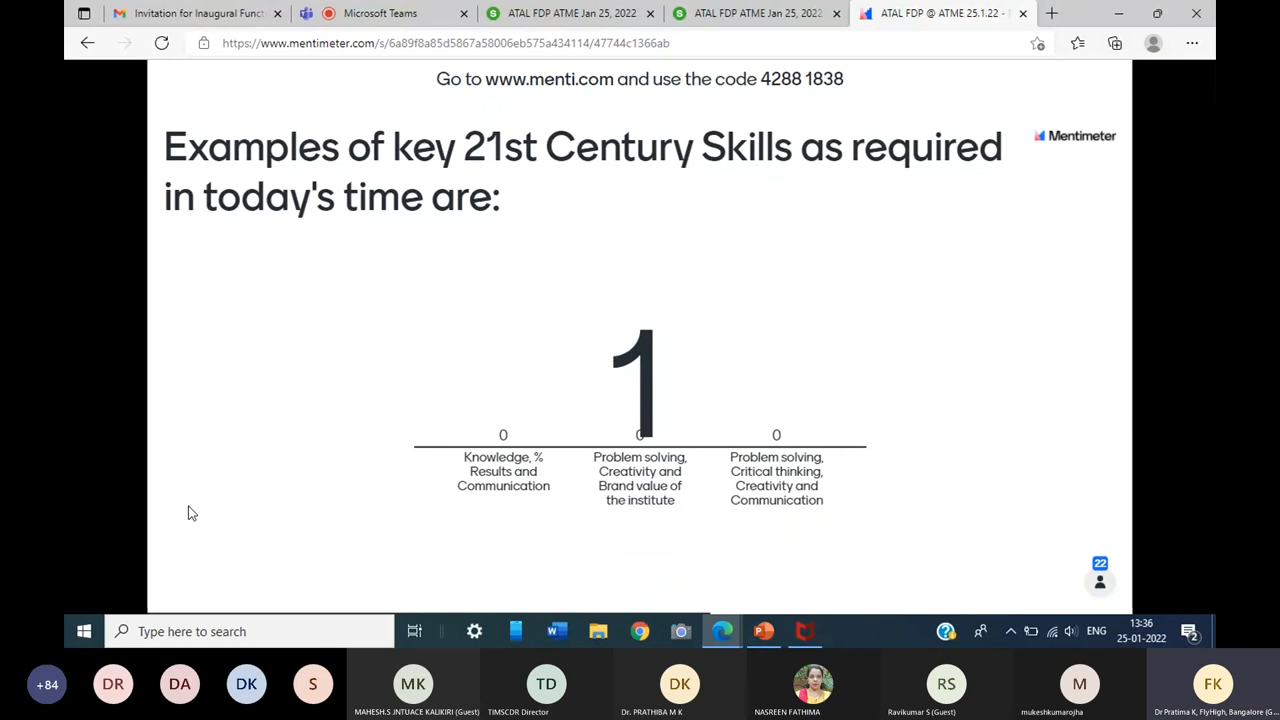 Invitation for Inaugural Funct
Microsoft Teams
ATAL FDP ATME Jan 25, 2022
ATAL FDP ATME Jan 25, 2022
ATAL FDP @ ATME 25.1.22 -
https://www.mentimeter.com/s/6a89f8a85d5867a58006eb575a434114/47744c1366ab
Go to www.menti.com and use the code 4288 1838
Examples of key 21st Century Skills as required
in today's time are:
Mentimeter
1
0
0
0
Knowledge, %
Results and
Communication
Problem solving,
Creativity and
Brand value of
the institute
Problem solving,
Critical thinking,
Creativity and
Communication
22
Type here to search
ENG
13:36
25-01-2022
2
+84
DR
DA
DK
S
MK
MAHESH.S JNTUACE KALIKIRI (Guest)
TD
TIMSCDR Director
DK
Dr. PRATHIBA M K
NASREEN FATHIMA
RS
Ravikumar S (Guest)
M
mukeshkumarojha
FK
Dr Pratima K, FlyHigh, Bangalore (G...